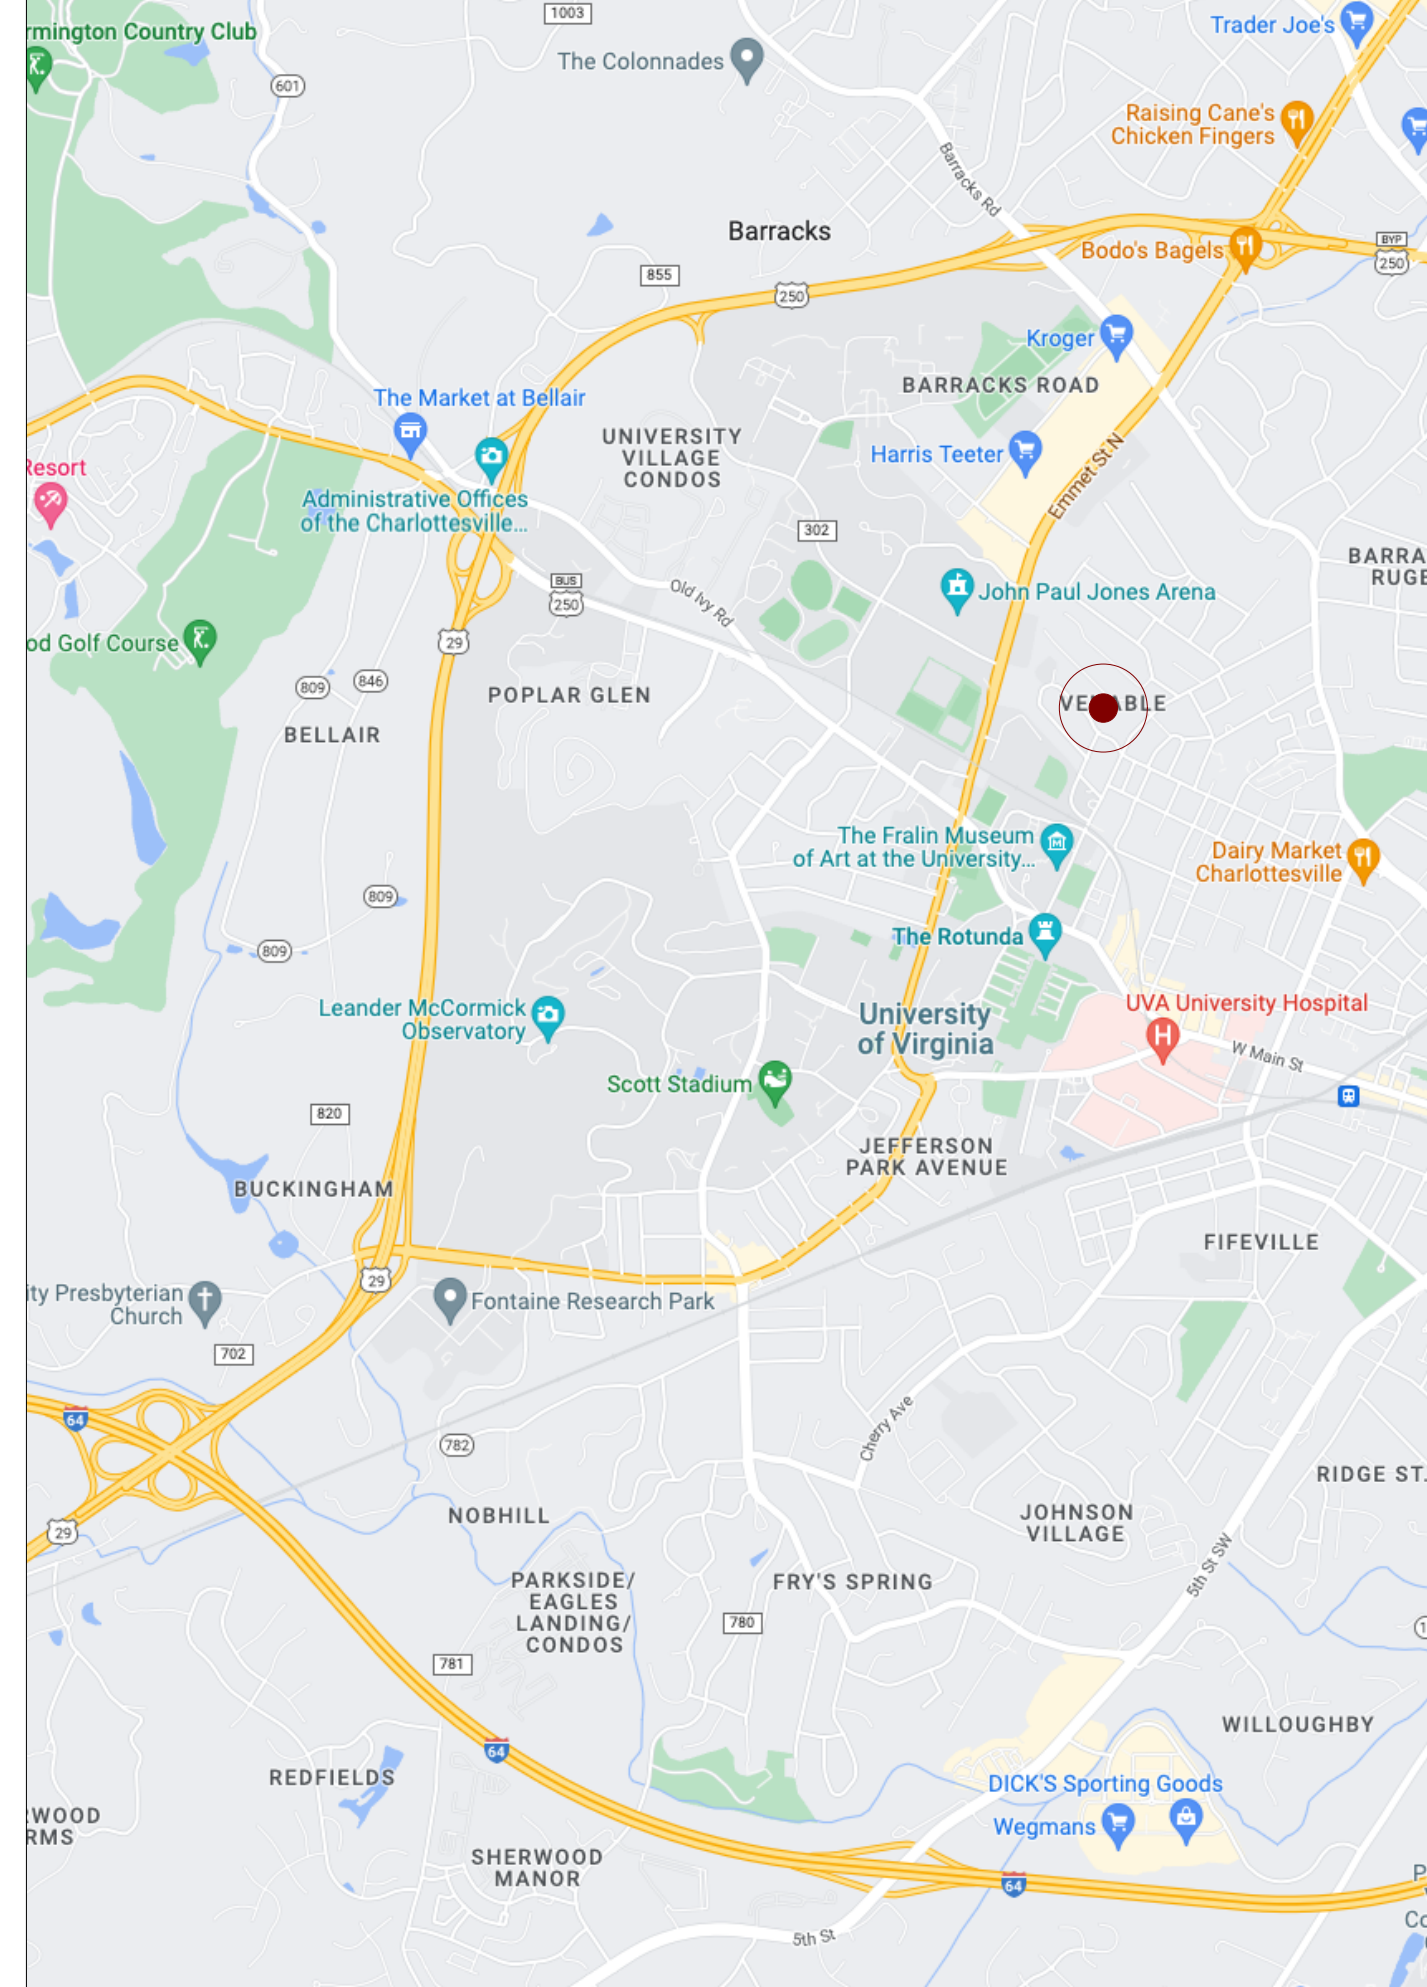 1003
rmington Country Club
Trader Joe's
The Colonnades
601
Raising Cane's
Chicken Fingers
Barracks Rd
Barracks
Bodo's Bagels
BYP
250
855
250
Kroger
BARRACKS ROAD
The Market at Bellair
UNIVERSITY
VILLAGE
CONDOS
Harris Teeter
Emmet St N
Resort
Administrative Offices
of the Charlottesville...
302
BARRA
RUGE
BUS
250
Old Ivy Rd
John Paul Jones Arena
od Golf Course
29
809
846
POPLAR GLEN
BELLAIR
The Fralin Museum
of Art at the University...
Dairy Market
Charlottesville
809
809
The Rotunda
Leander McCormick
Observatory
University
of Virginia
UVA University Hospital
H
W Main St
Scott Stadium
820
JEFFERSON
PARK AVENUE
BUCKINGHAM
FIFEVILLE
29
ity Presbyterian
Church
Fontaine Research Park
702
64
Cherry Ave
782
RIDGE ST.
NOBHILL
JOHNSON
VILLAGE
29
5th St SW
PARKSIDE/
EAGLES
LANDING/
CONDOS
FRY'S SPRING
780
781
WILLOUGHBY
64
REDFIELDS
DICK'S Sporting Goods
RWOOD
RMS
Wegmans
SHERWOOD
MANOR
64
P
Co
5th St